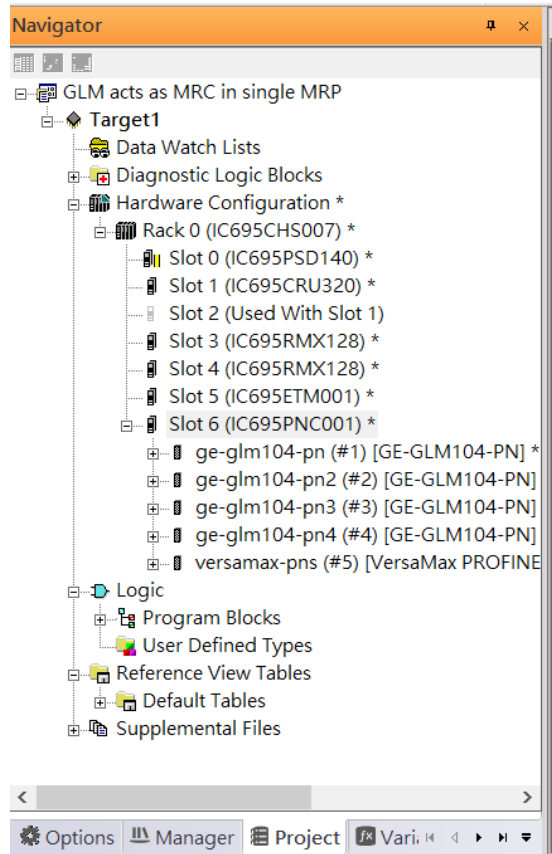 Navigator
GLM acts as MRC in single MRP
Target1
Data Watch Lists
Diagnostic Logic Blocks
Hardware Configuration *
Rack 0 (IC695CHS007) *
Slot 0 (IC695PSD140) *
Slot 1 (IC695CRU320) *
Slot 2 (Used With Slot 1)
Slot 3 (IC695RMX128) *
Slot 4 (IC695RMX128) *
Slot 5 (IC695ETM001) *
Slot 6 (IC695PNC001) *
ge-glm104-pn (#1) [GE-GLM104-PN] *
ge-glm104-pn2 (#2) [GE-GLM104-PN]
ge-glm104-pn3 (#3) [GE-GLM104-PN]
ge-glm104-pn4 (#4) [GE-GLM104-PN]
versamax-pns (#5) [VersaMax PROFINE
Logic
Program Blocks
User Defined Types
Reference View Tables
Default Tables
Supplemental Files
Options Manager Project Vari